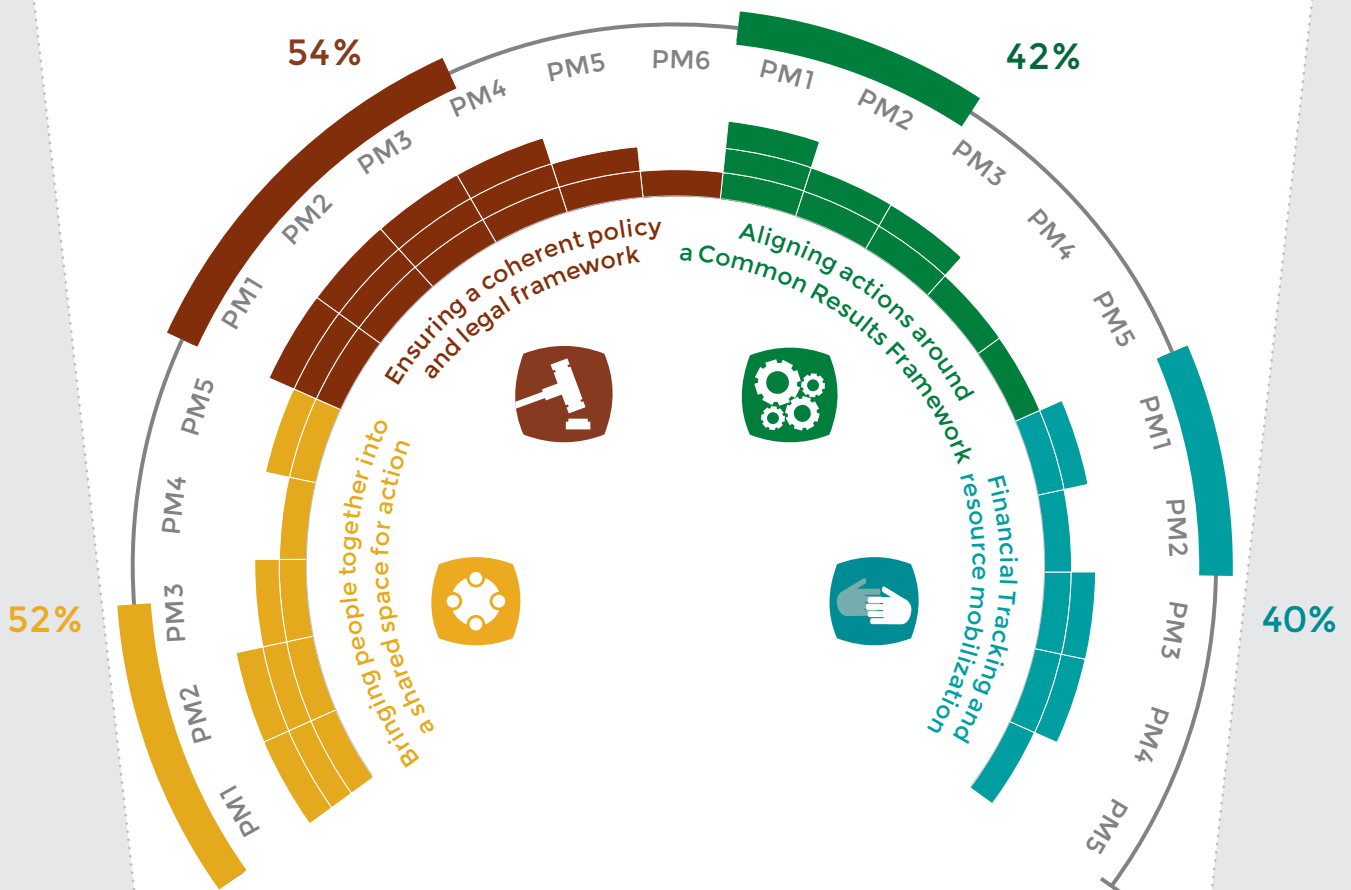 54%
42%
52%
40%
PM1
PM2
PM3
PM4
PM5
PM1
PM2
PM3
PM4
PM5
PM6
PM1
PM2
PM3
PM4
PM5
PM1
PM2
PM3
PM4
PM5
Bringing people together into
a shared space for action
Ensuring a coherent policy
and legal framework
Aligning actions around
a Common Results Framework
Financial Tracking and
resource mobilization